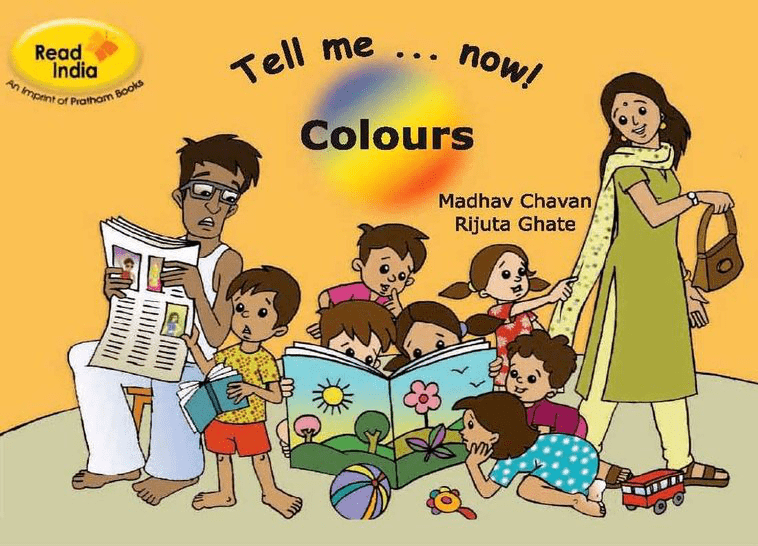 Read
India
An Imprint of Pratham Books
Tell me ... now!
Colours
Madhav Chavan
Rijuta Ghate